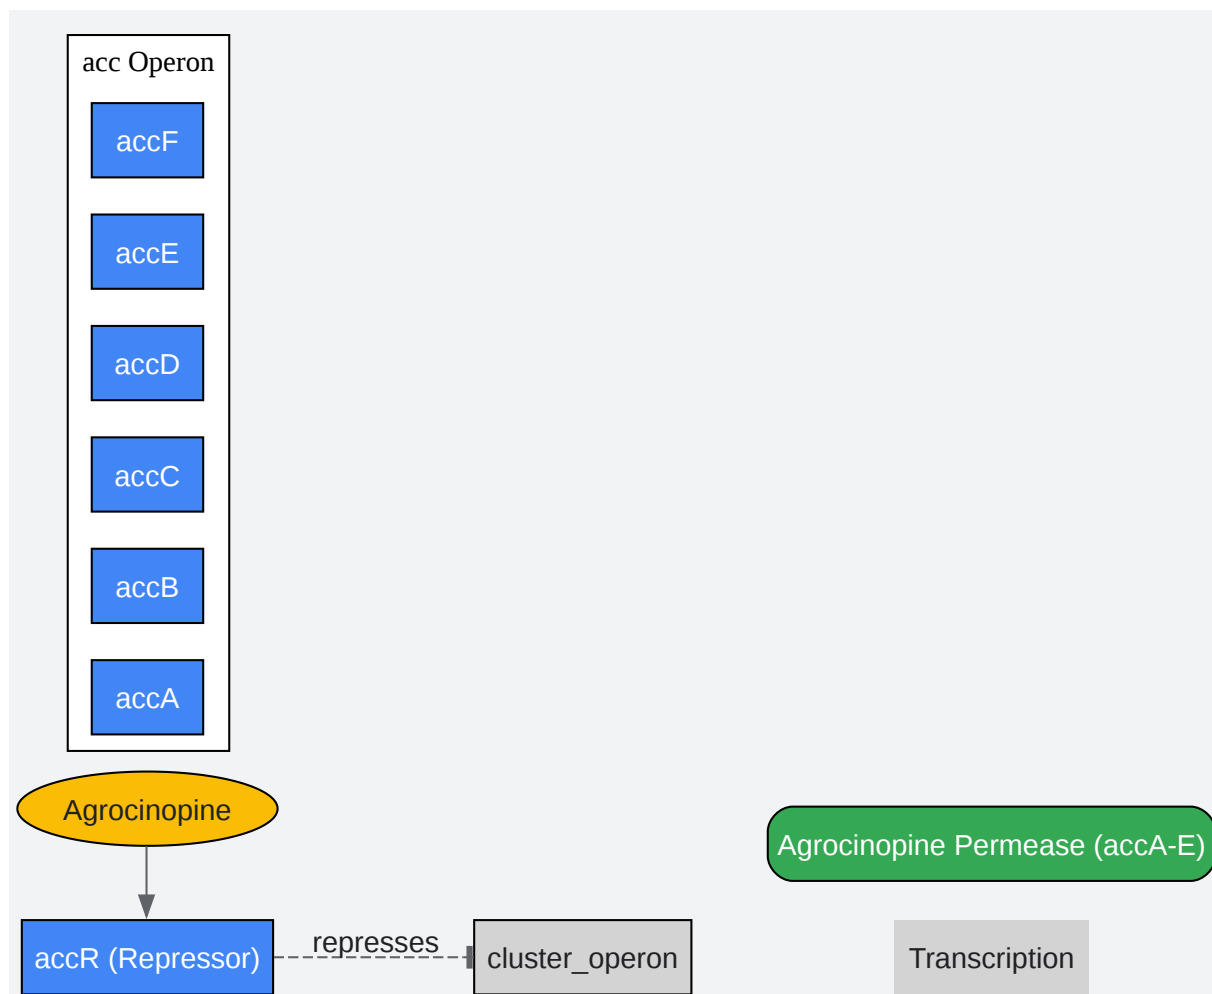 acc Operon
accF
accE
accD
accC
accB
accA
Agrocinopine
Agrocinopine Permease (accA-E)
accR (Repressor)
represses
cluster_operon
Transcription